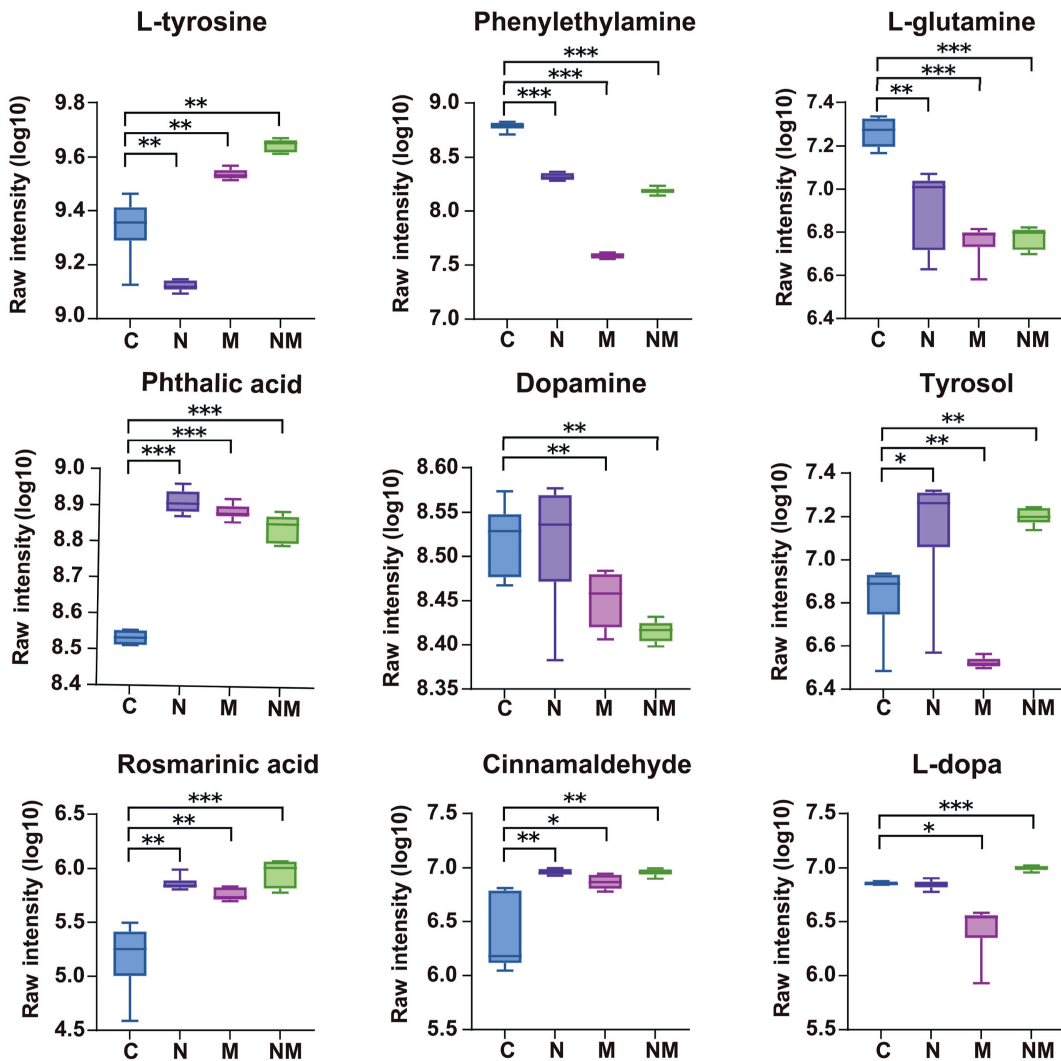 L-tyrosine
Raw intensity (log10)
9.8
9.6
9.4
9.2
9.0
**
**
**
C N M NM
Phenylethylamine
Raw intensity (log10)
9.0
8.5
8.0
7.5
7.0
***
***
***
C N M NM
L-glutamine
Raw intensity (log10)
7.4
7.2
7.0
6.8
6.6
6.4
***
***
**
C N M NM
Phthalic acid
Raw intensity (log10)
9.0
8.9
8.8
8.7
8.6
8.5
8.4
***
***
***
C N M NM
Dopamine
Raw intensity (log10)
8.60
8.55
8.50
8.45
8.40
8.35
**
**
C N M NM
Tyrosol
Raw intensity (log10)
7.4
7.2
7.0
6.8
6.6
6.4
**
**
*
C N M NM
Rosmarinic acid
Raw intensity (log10)
6.5
6.0
5.5
5.0
4.5
***
**
**
C N M NM
Cinnamaldehyde
Raw intensity (log10)
7.5
7.0
6.5
6.0
5.5
**
*
**
C N M NM
L-dopa
Raw intensity (log10)
7.5
7.0
6.5
6.0
5.5
***
*
C N M NM